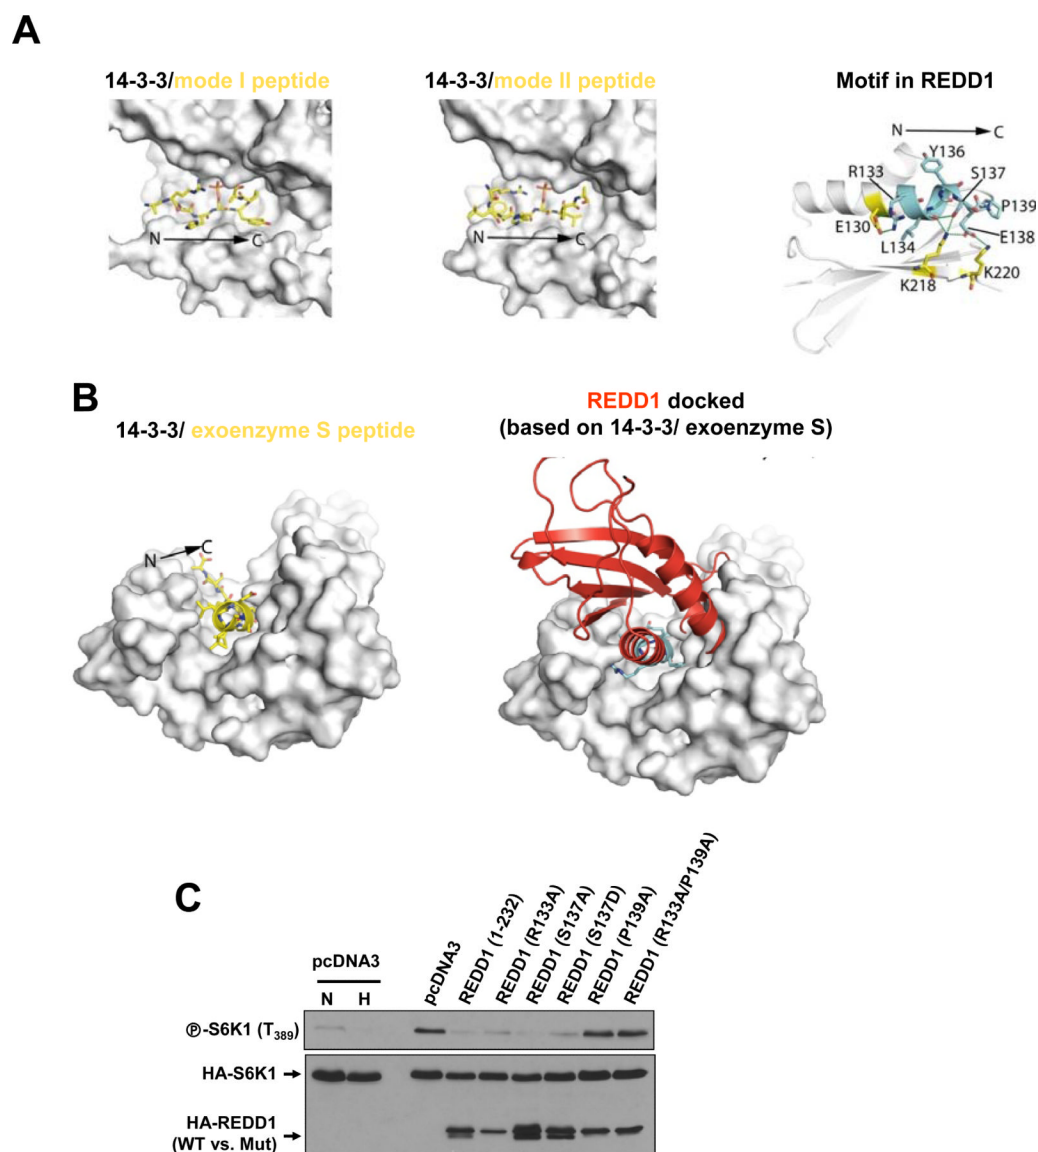 A
14-3-3/mode I peptide
14-3-3/mode II peptide
Motif in REDD1
N C
N C
N C
Y136
R133
S137
P139
E130
L134
E138
K218
K220
B
14-3-3/ exoenzyme S peptide
REDD1 docked
(based on 14-3-3/ exoenzyme S)
N C
C
pcDNA3
N H
pcDNA3
REDD1 (1-232)
REDD1 (R133A)
REDD1 (S137A)
REDD1 (S137D)
REDD1 (P139A)
REDD1 (R133A/P139A)
Ⓟ-S6K1 (T389)
HA-S6K1
HA-REDD1
(WT vs. Mut)